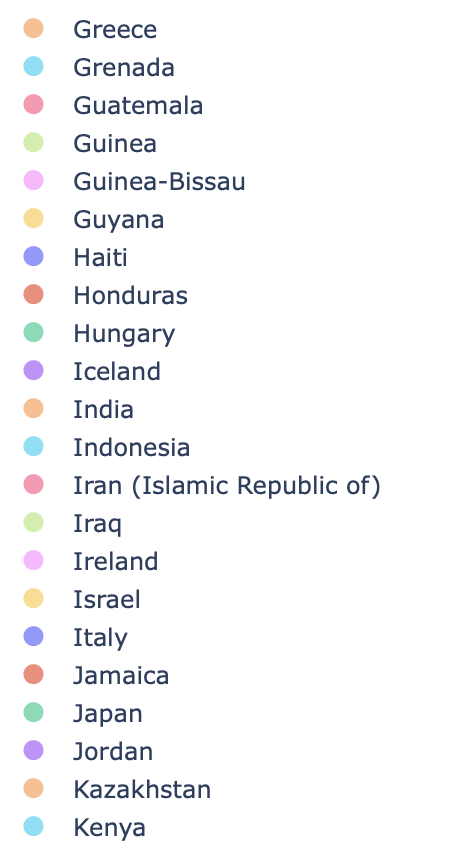 Greece
Grenada
Guatemala
Guinea
Guinea-Bissau
Guyana
Haiti
Honduras
Hungary
Iceland
India
Indonesia
Iran (Islamic Republic of)
Iraq
Ireland
Israel
Italy
Jamaica
Japan
Jordan
Kazakhstan
Kenya